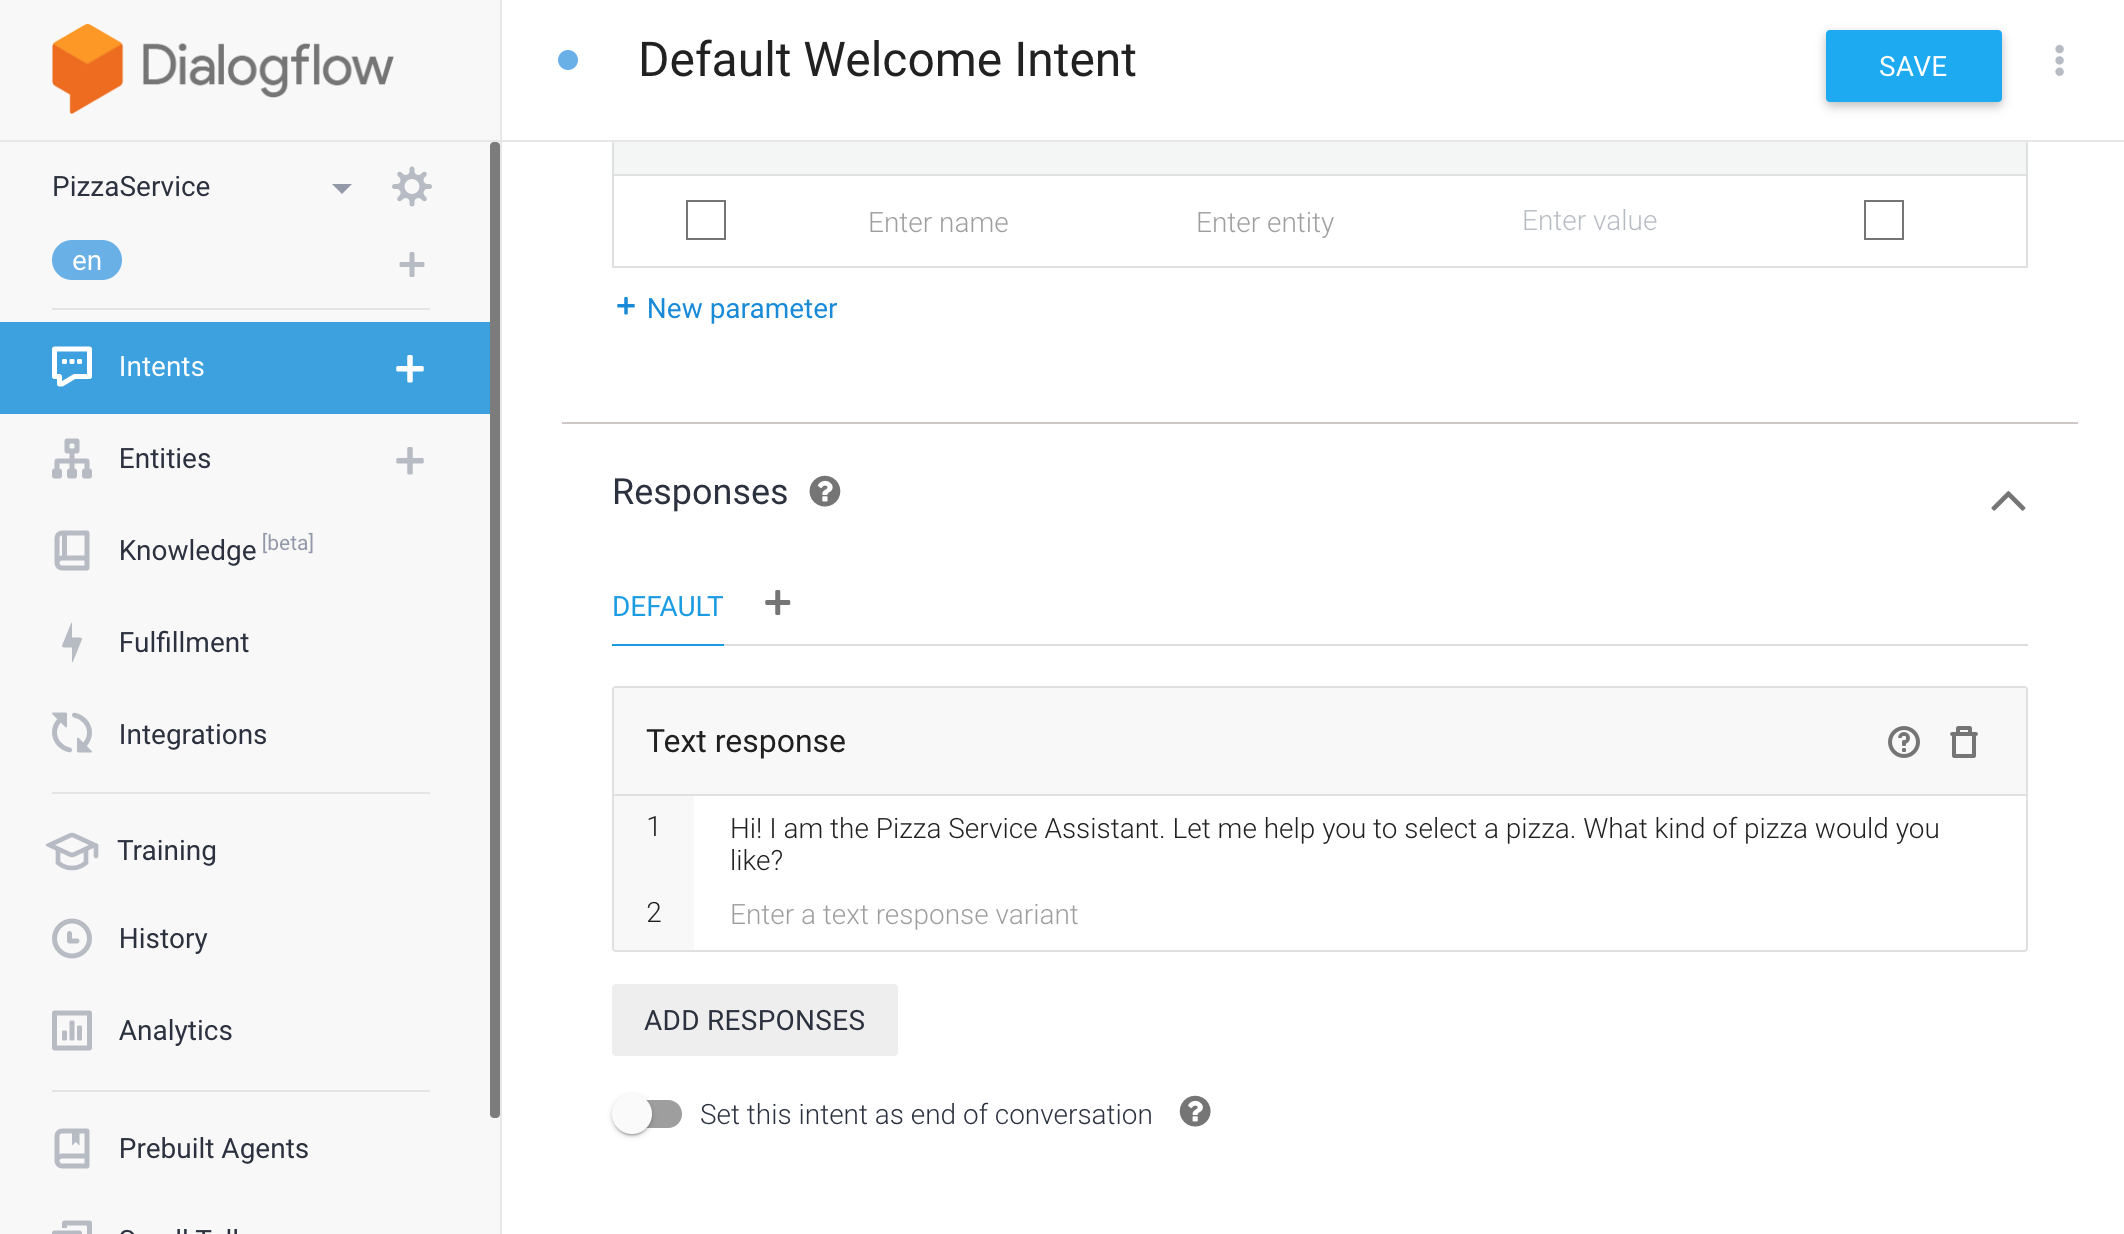 Dialogflow
Default Welcome Intent
SAVE
PizzaService
en
Enter name Enter entity Enter value
+ New parameter
Intents
Entities
Knowledge [beta]
Fulfillment
Integrations
Training
History
Analytics
Prebuilt Agents
Responses
DEFAULT
Text response
1 Hi! I am the Pizza Service Assistant. Let me help you to select a pizza. What kind of pizza would you
like?
2 Enter a text response variant
ADD RESPONSES
Set this intent as end of conversation